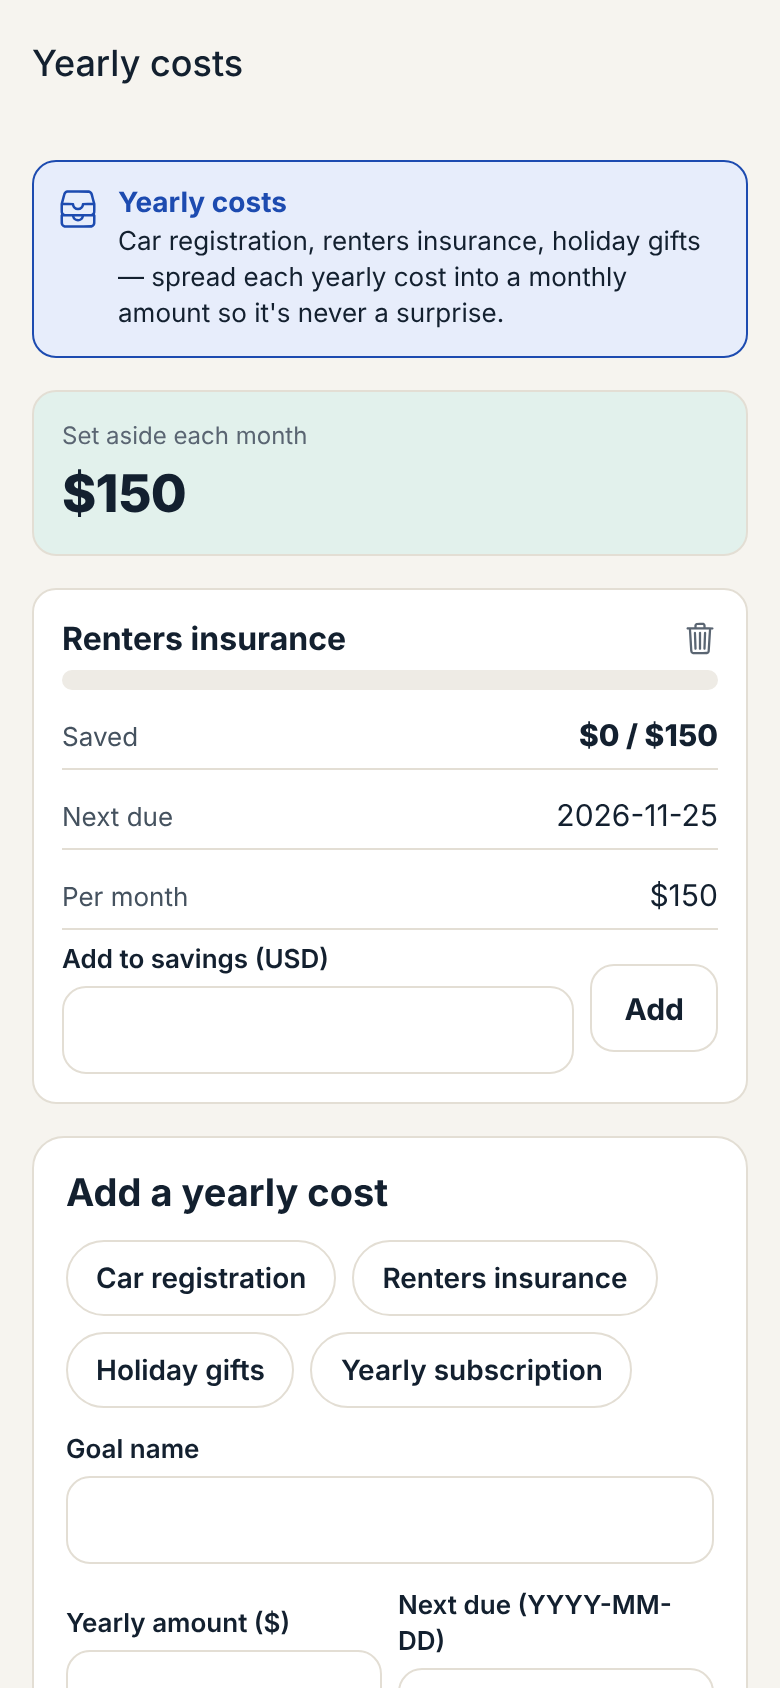 Yearly costs
Yearly costs
Car registration, renters insurance, holiday gifts
— spread each yearly cost into a monthly
amount so it's never a surprise.
Set aside each month
$150
Renters insurance
Saved
$0 / $150
Next due
2026-11-25
Per month
$150
Add to savings (USD)
Add
Add a yearly cost
Car registration
Renters insurance
Holiday gifts
Yearly subscription
Goal name
Yearly amount ($)
Next due (YYYY-MM-
DD)